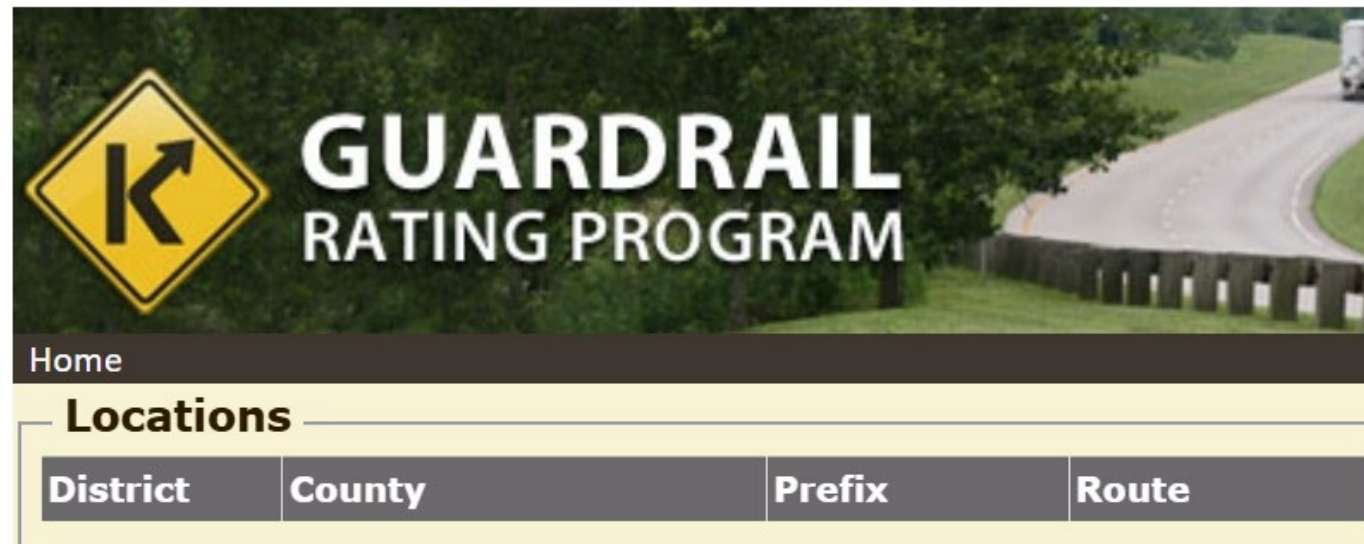 K
GUARDRAIL
RATING PROGRAM
Home
Locations
District County Prefix Route